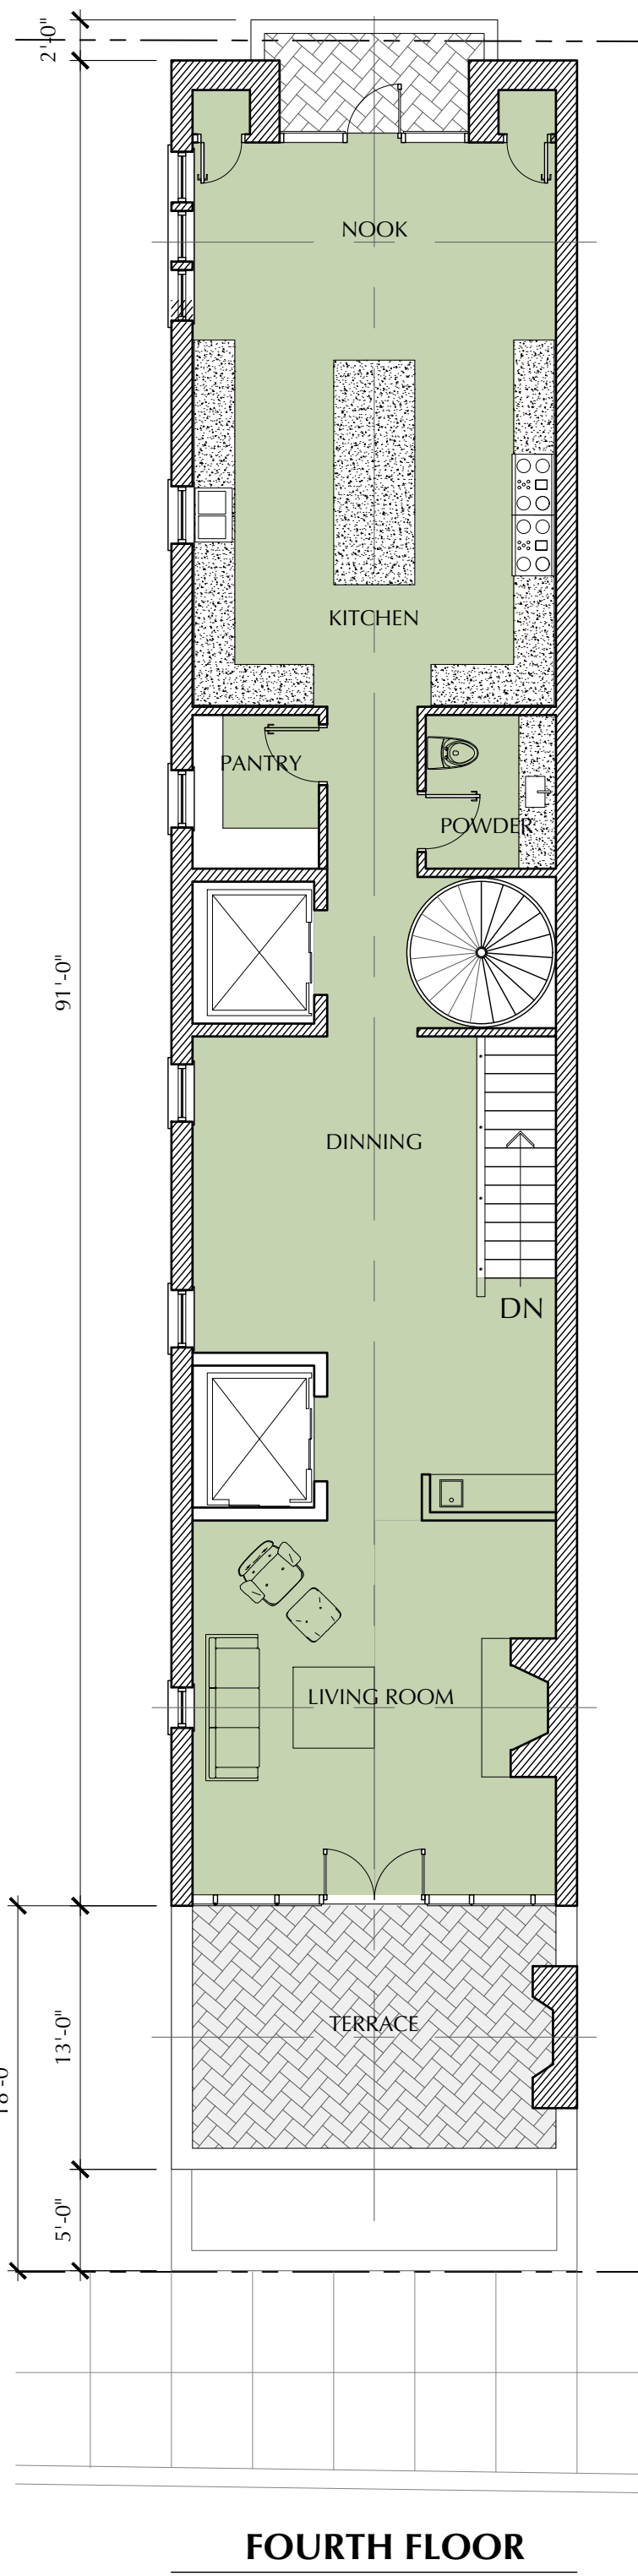 2'-0"
NOOK
KITCHEN
PANTRY
POWDER
91'-0"
DINNING
DN
LIVING ROOM
TERRACE
13'-0"
5'-0"
FOURTH FLOOR